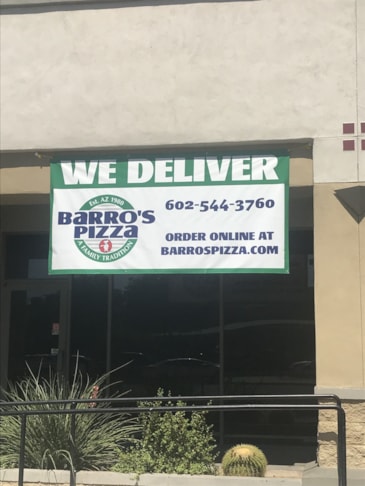 WE DELIVER
Est. AZ 1980
BARRO'S
PIZZA
A FAMILY TRADITION
602-544-3760
ORDER ONLINE AT
BARROSPIZZA.COM